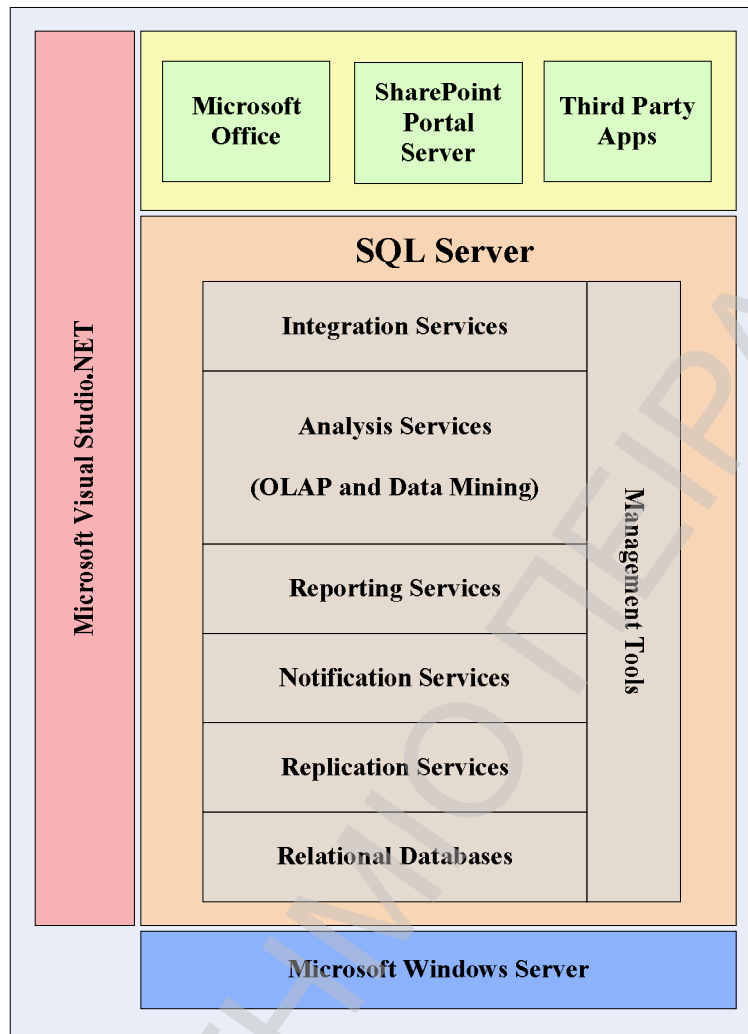 Microsoft
Office
SharePoint
Portal
Server
Third Party
Apps
Microsoft Visual Studio.NET
SQL Server
Integration Services
Analysis Services
(OLAP and Data Mining)
Reporting Services
Notification Services
Replication Services
Relational Databases
Management Tools
Microsoft Windows Server